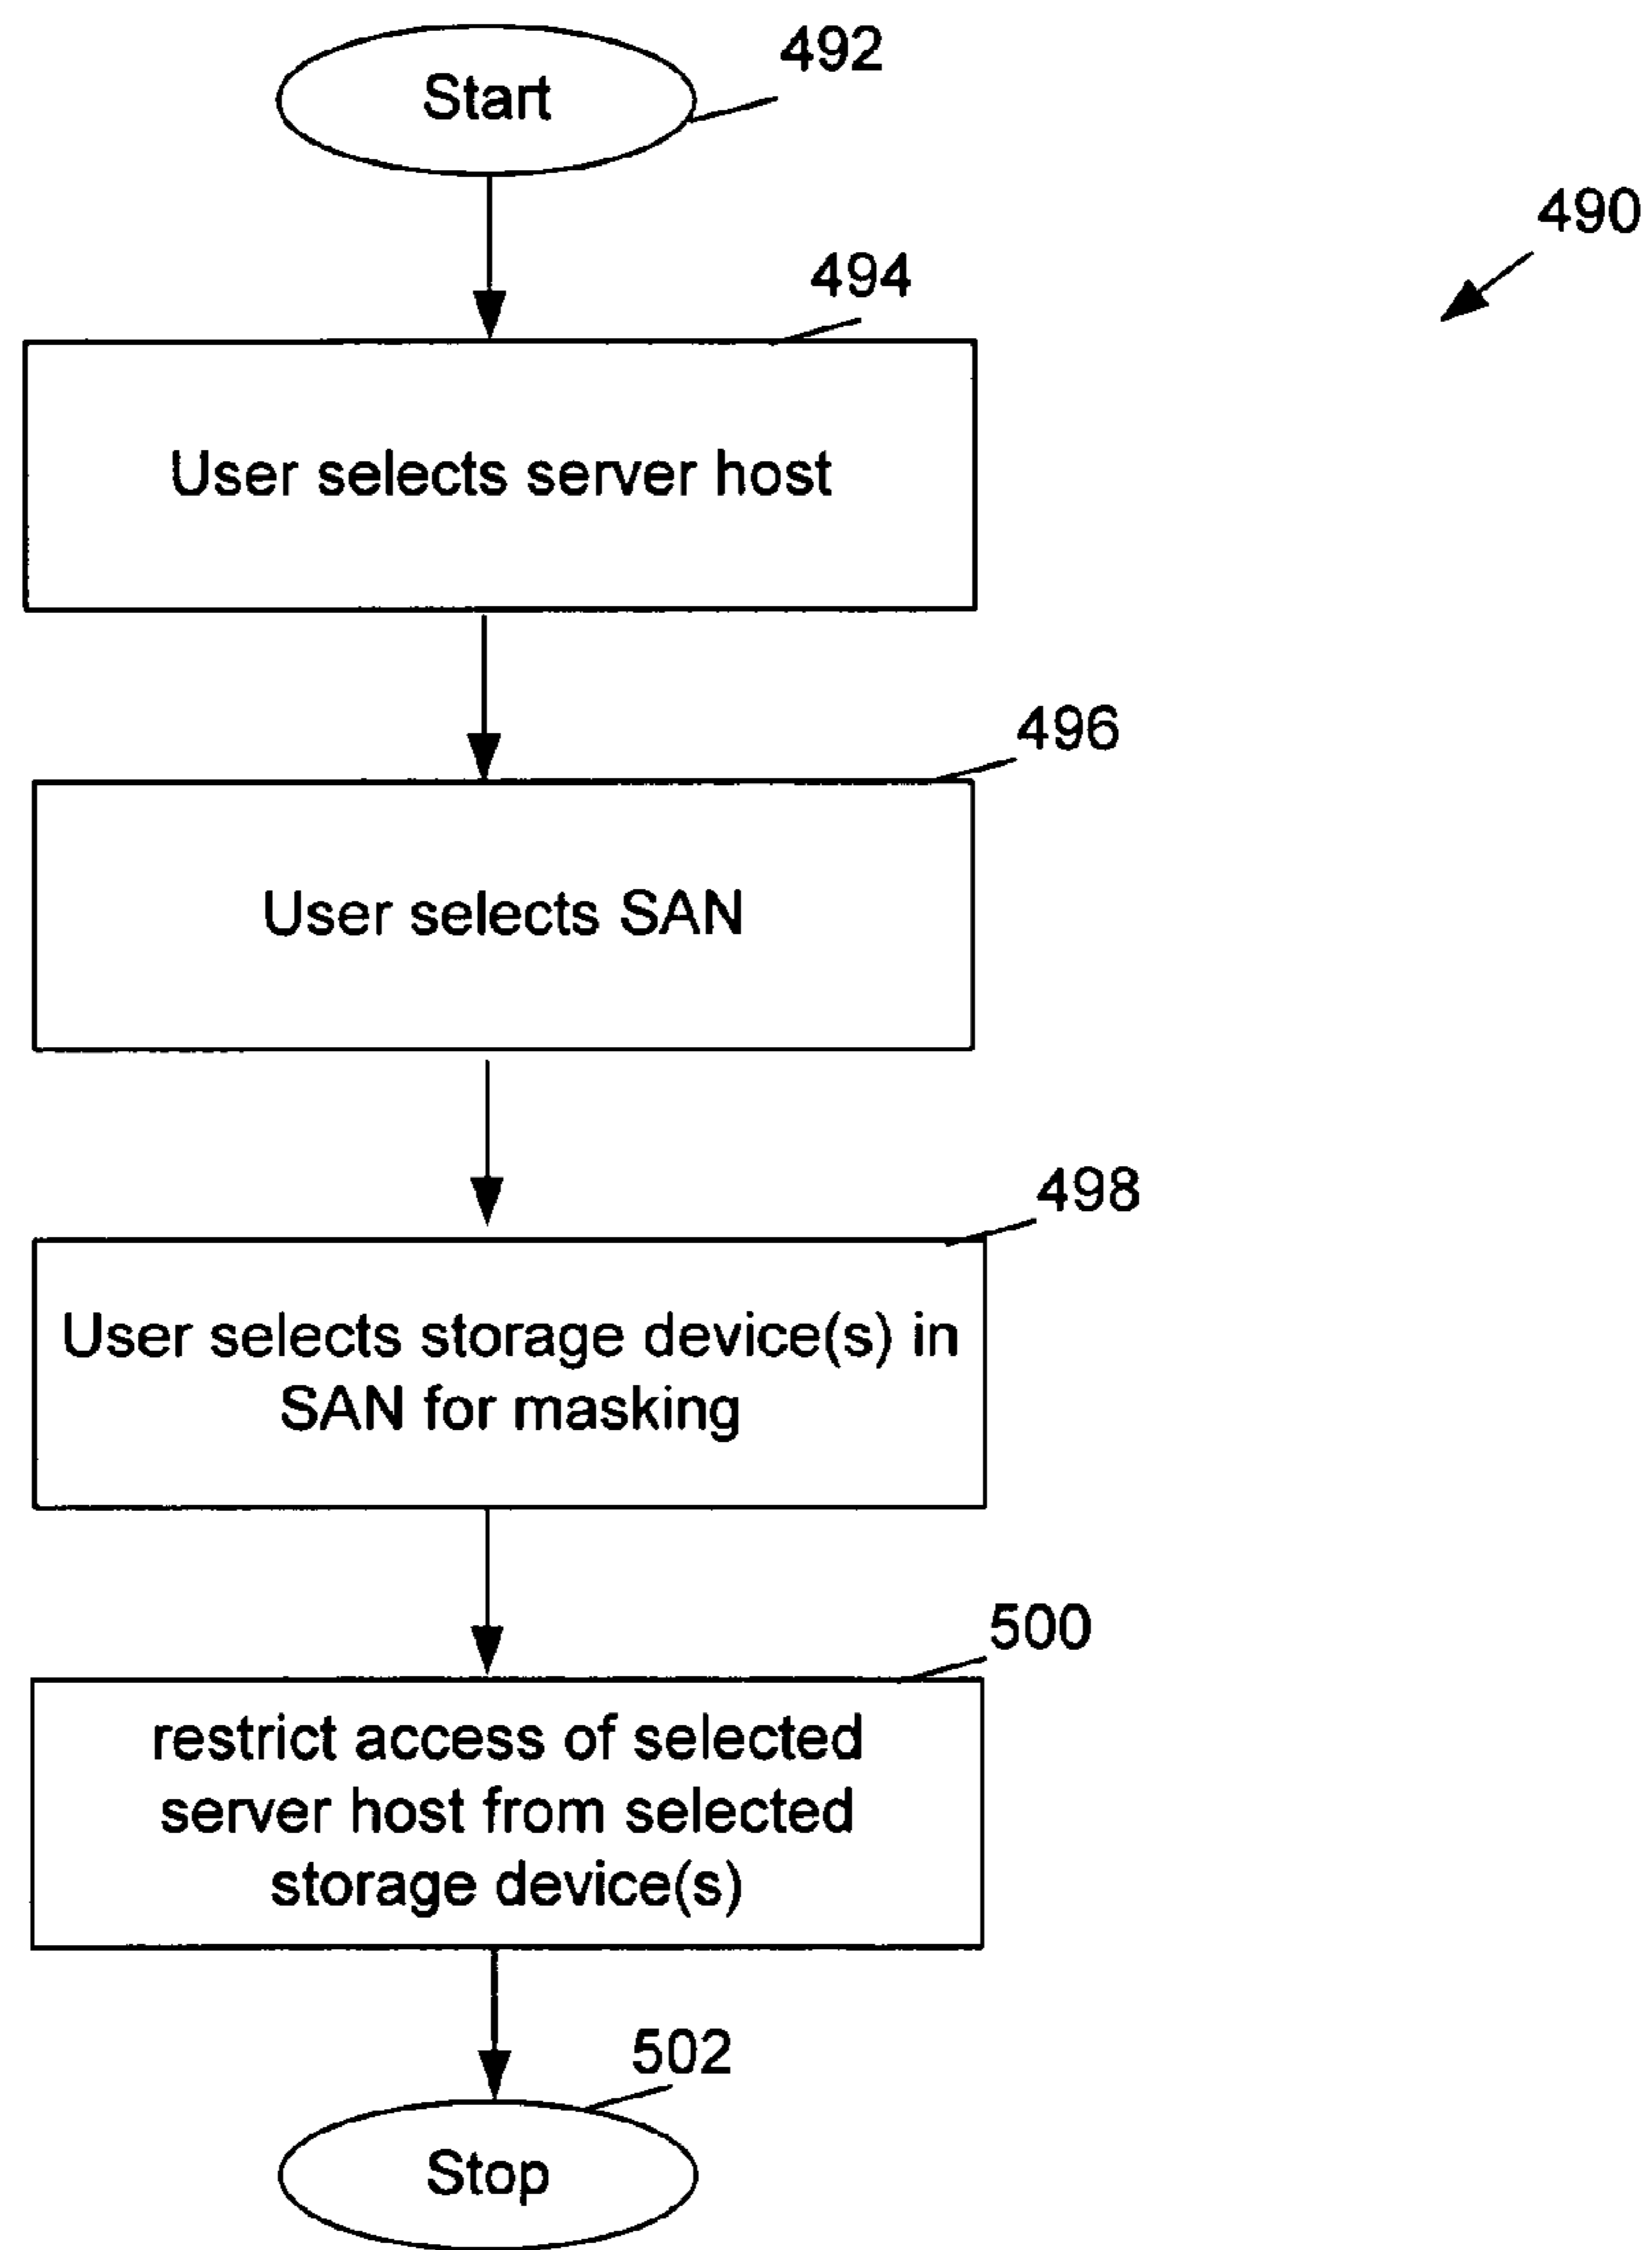 492
Start
490
494
User selects server host
496
User selects SAN
498
User selects storage device(s) in
SAN for masking
500
restrict access of selected
server host from selected
storage device(s)
502
Stop